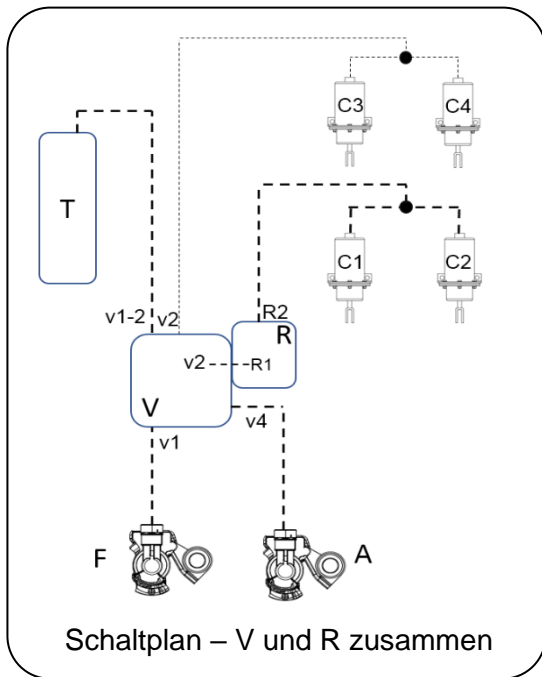 C3
C4
T
C1
C2
v1-2
v2
R2
R
v2
R1
V
v4
v1
F
A
Schaltplan – V und R zusammen